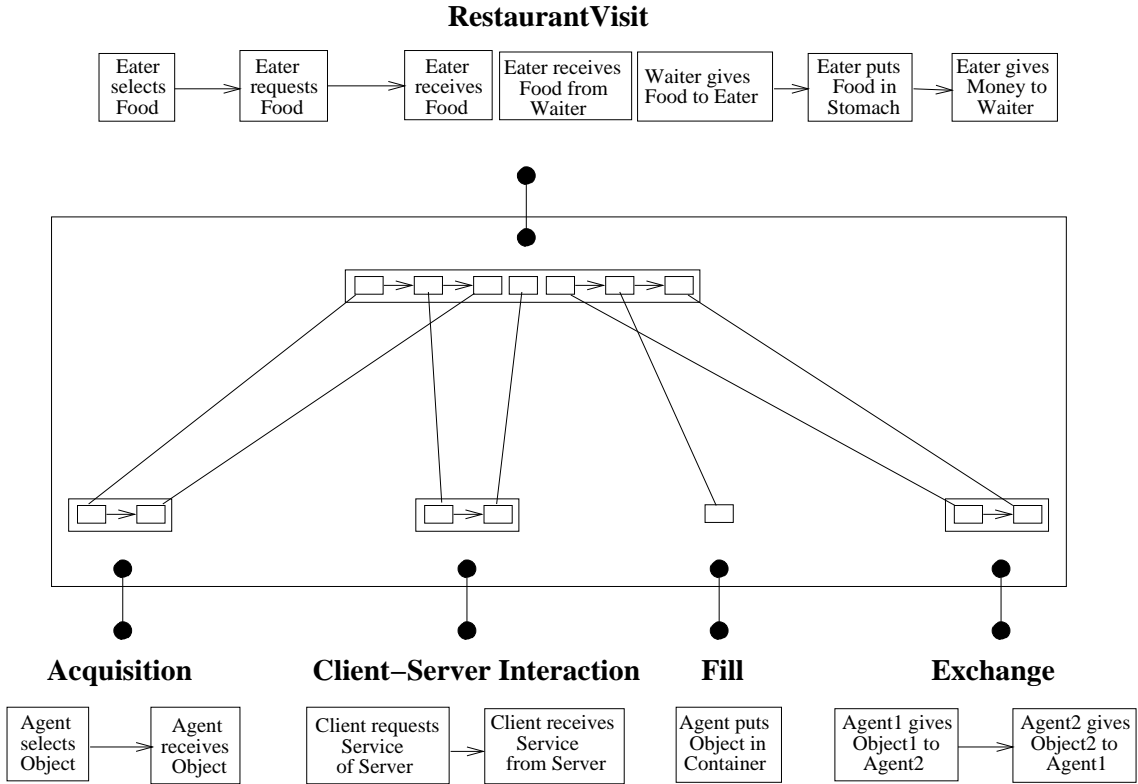 RestaurantVisit
Eater
selects
Food
Eater
requests
Food
Eater
receives
Food
Eater receives
Food from
Waiter
Waiter gives
Food to Eater
Eater puts
Food in
Stomach
Eater gives
Money to
Waiter
Acquisition
Client–Server Interaction
Fill
Exchange
Agent
selects
Object
Agent
receives
Object
Client requests
Service
of Server
Client receives
Service
from Server
Agent puts
Object in
Container
Agent1 gives
Object1 to
Agent2
Agent2 gives
Object2 to
Agent1